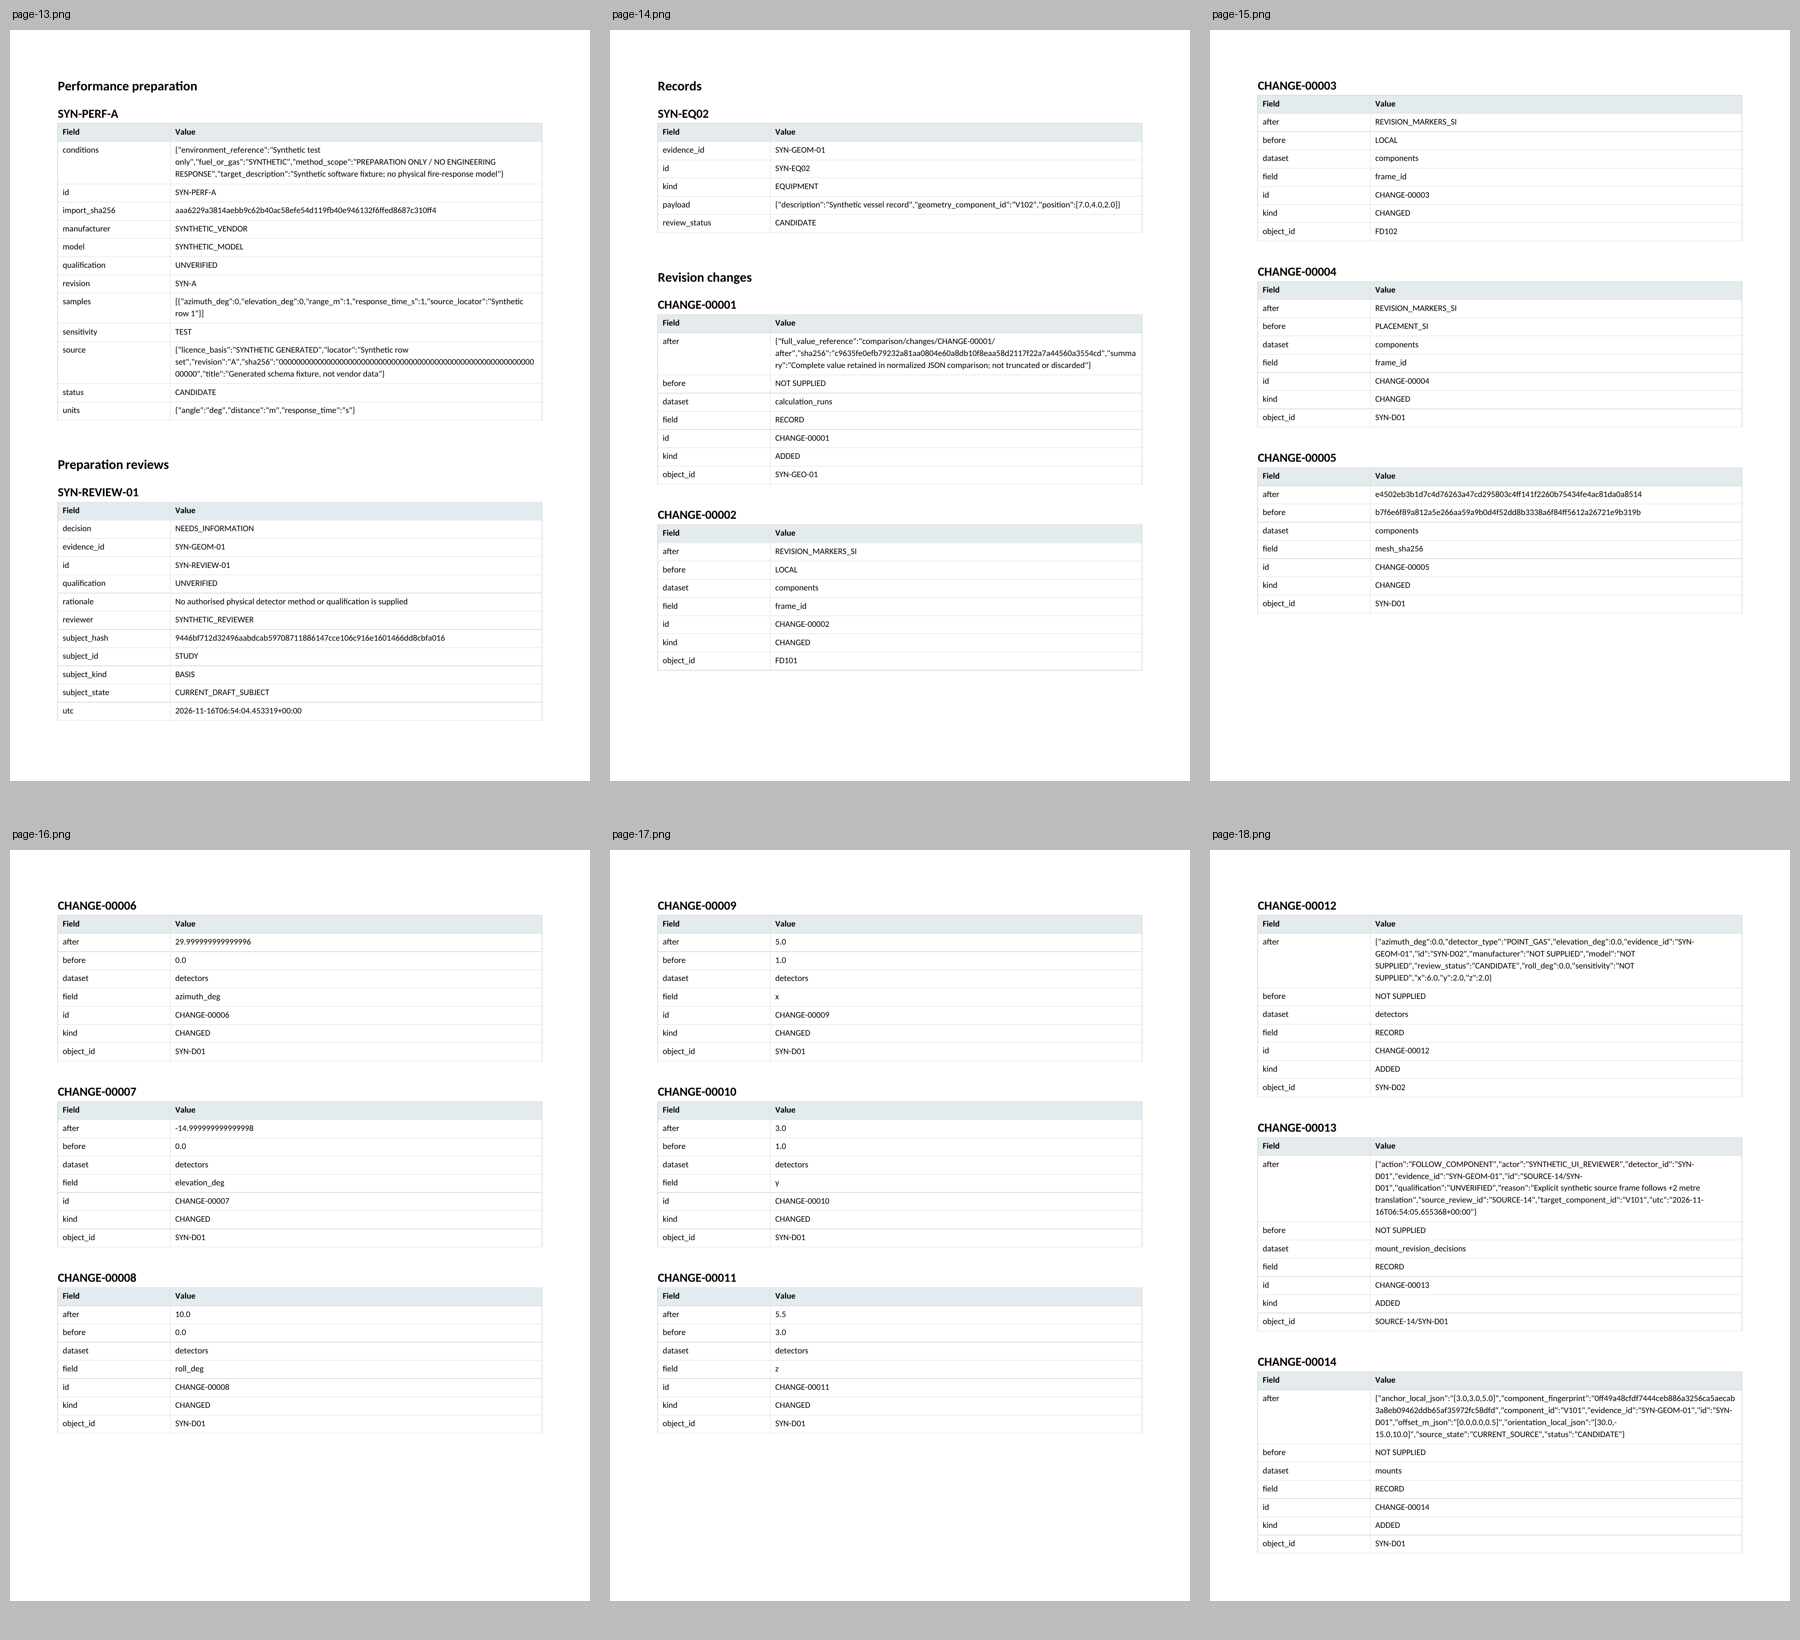 page-13.png
Performance preparation
SYN-PERF-A
Field Value
conditions {"environment_reference":"Synthetic test
only","fuel_or_gas":"SYNTHETIC","method_scope":"PREPARATION ONLY / NO ENGINEERING
RESPONSE","target_description":"Synthetic software fixture; no physical fire-response model"}
id SYN-PERF-A
import_sha256 aaa6229a3814aebb9c62b40ac58efe54d119fb40e946132f6ffed8687c310ff4
manufacturer SYNTHETIC_VENDOR
model SYNTHETIC_MODEL
qualification UNVERIFIED
revision SYN-A
samples [{"azimuth_deg":0,"elevation_deg":0,"range_m":1,"response_time_s":1,"source_locator":"Synthetic
row 1"}]
sensitivity TEST
source {"licence_basis":"SYNTHETIC GENERATED","locator":"Synthetic row
set","revision":"A","sha256":"00000000000000000000000000000000000000000000000000000000000
00000","title":"Generated schema fixture, not vendor data"}
status CANDIDATE
units {"angle":"deg","distance":"m","response_time":"s"}
Preparation reviews
SYN-REVIEW-01
Field Value
decision NEEDS_INFORMATION
evidence_id SYN-GEOM-01
id SYN-REVIEW-01
qualification UNVERIFIED
rationale No authorised physical detector method or qualification is supplied
reviewer SYNTHETIC_REVIEWER
subject_hash 9446bf712d32496aabdcab59708711886147cce106c916e1601466dd8cbfa016
subject_id STUDY
subject_kind BASIS
subject_state CURRENT_DRAFT_SUBJECT
utc 2026-11-16T06:54:04.453319+00:00
page-14.png
Records
SYN-EQ02
Field Value
evidence_id SYN-GEOM-01
id SYN-EQ02
kind EQUIPMENT
payload {"description":"Synthetic vessel record","geometry_component_id":"V102","position":[7.0,4.0,2.0]}
review_status CANDIDATE
Revision changes
CHANGE-00001
Field Value
after {"full_value_reference":"comparison/changes/CHANGE-00001/
after","sha256":"c9635fe0efb79232a81aa0804e60a8db10f8eaa58d2117f22a7a44560a3554cd","summa
ry":"Complete value retained in normalized JSON comparison; not truncated or discarded"}
before NOT SUPPLIED
dataset calculation_runs
field RECORD
id CHANGE-00001
kind ADDED
object_id SYN-GEO-01
CHANGE-00002
Field Value
after REVISION_MARKERS_SI
before LOCAL
dataset components
field frame_id
id CHANGE-00002
kind CHANGED
object_id FD101
page-15.png
CHANGE-00003
Field Value
after REVISION_MARKERS_SI
before LOCAL
dataset components
field frame_id
id CHANGE-00003
kind CHANGED
object_id FD102
CHANGE-00004
Field Value
after REVISION_MARKERS_SI
before PLACEMENT_SI
dataset components
field frame_id
id CHANGE-00004
kind CHANGED
object_id SYN-D01
CHANGE-00005
Field Value
after e4502eb3b1d7c4d76263a47cd295803c4ff141f2260b75434fe4ac81da0a8514
before b7f6e6f89a812a5e266aa59a9b0d4f52dd8b3338a6f84ff5612a26721e9b319b
dataset components
field mesh_sha256
id CHANGE-00005
kind CHANGED
object_id SYN-D01
page-16.png
CHANGE-00006
Field Value
after 29.999999999999996
before 0.0
dataset detectors
field azimuth_deg
id CHANGE-00006
kind CHANGED
object_id SYN-D01
CHANGE-00007
Field Value
after -14.999999999999998
before 0.0
dataset detectors
field elevation_deg
id CHANGE-00007
kind CHANGED
object_id SYN-D01
CHANGE-00008
Field Value
after 10.0
before 0.0
dataset detectors
field roll_deg
id CHANGE-00008
kind CHANGED
object_id SYN-D01
page-17.png
CHANGE-00009
Field Value
after 5.0
before 1.0
dataset detectors
field x
id CHANGE-00009
kind CHANGED
object_id SYN-D01
CHANGE-00010
Field Value
after 3.0
before 1.0
dataset detectors
field y
id CHANGE-00010
kind CHANGED
object_id SYN-D01
CHANGE-00011
Field Value
after 5.5
before 3.0
dataset detectors
field z
id CHANGE-00011
kind CHANGED
object_id SYN-D01
page-18.png
CHANGE-00012
Field Value
after {"azimuth_deg":0.0,"detector_type":"POINT_GAS","elevation_deg":0.0,"evidence_id":"SYN-
GEOM-01","id":"SYN-D02","manufacturer":"NOT SUPPLIED","model":"NOT
SUPPLIED","review_status":"CANDIDATE","roll_deg":0.0,"sensitivity":"NOT
SUPPLIED","x":6.0,"y":2.0,"z":2.0}
before NOT SUPPLIED
dataset detectors
field RECORD
id CHANGE-00012
kind ADDED
object_id SYN-D02
CHANGE-00013
Field Value
after {"action":"FOLLOW_COMPONENT","actor":"SYNTHETIC_UI_REVIEWER","detector_id":"SYN-
D01","evidence_id":"SYN-GEOM-01","id":"SOURCE-14/SYN-
D01","qualification":"UNVERIFIED","reason":"Explicit synthetic source frame follows +2 metre
translation","source_review_id":"SOURCE-14","target_component_id":"V101","utc":"2026-11-
16T06:54:05.655368+00:00"}
before NOT SUPPLIED
dataset mount_revision_decisions
field RECORD
id CHANGE-00013
kind ADDED
object_id SOURCE-14/SYN-D01
CHANGE-00014
Field Value
after {"anchor_local_json":"[3.0,3.0,5.0]","component_fingerprint":"0ff49a48cfdf7444ceb886a3256ca5aecab
3a8eb09462ddb65af35972fc58dfd","component_id":"V101","evidence_id":"SYN-GEOM-01","id":"SYN-
D01","offset_m_json":"[0.0,0.0,0.5]","orientation_local_json":"[30.0,-
15.0,10.0]","source_state":"CURRENT_SOURCE","status":"CANDIDATE"}
before NOT SUPPLIED
dataset mounts
field RECORD
id CHANGE-00014
kind ADDED
object_id SYN-D01